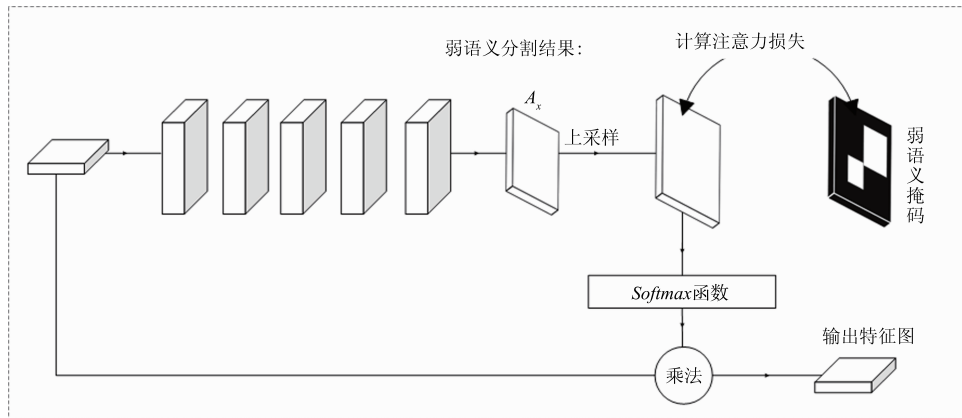 弱语义分割结果:
计算注意力损失
Aₓ
上采样
弱语义掩码
Softmax函数
输出特征图
乘法